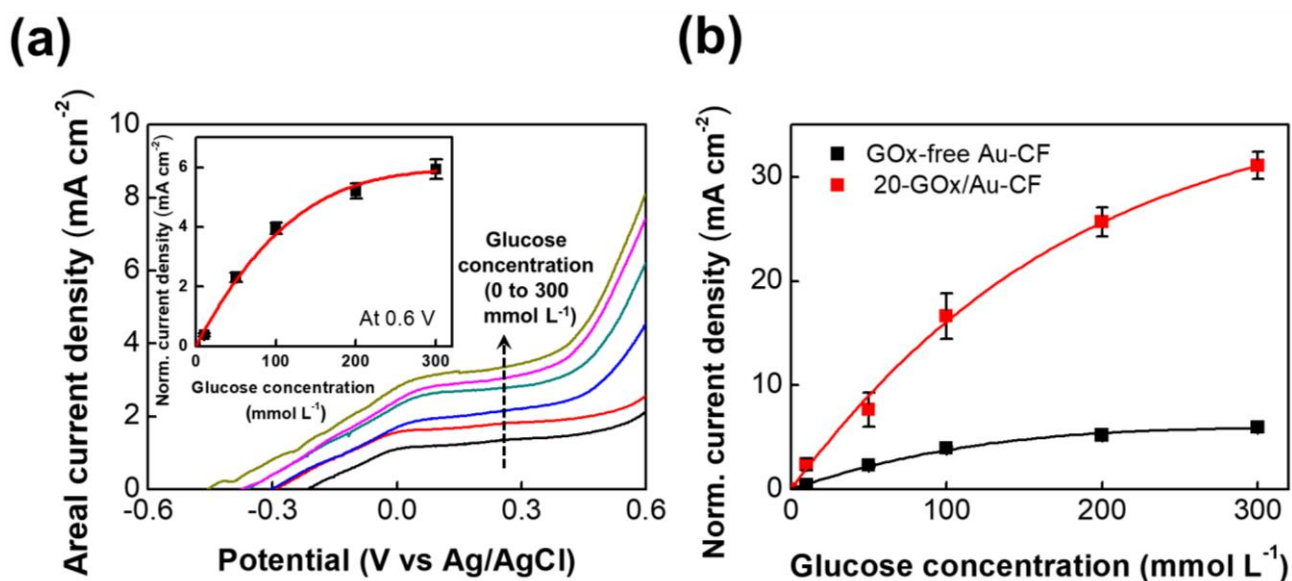 (a)
Areal current density (mA cm⁻²)
10
8
6
4
2
0
-0.6
-0.3
0.0
0.3
0.6
Potential (V vs Ag/AgCl)
Norm. current density (mA cm⁻²)
6
4
2
0
0
100
200
300
At 0.6 V
Glucose concentration
(mmol L⁻¹)
Glucose
concentration
(0 to 300
mmol L⁻¹)
(b)
Norm. current density (mA cm⁻²)
30
20
10
0
GOx-free Au-CF
20-GOx/Au-CF
0
100
200
300
Glucose concentration (mmol L⁻¹)